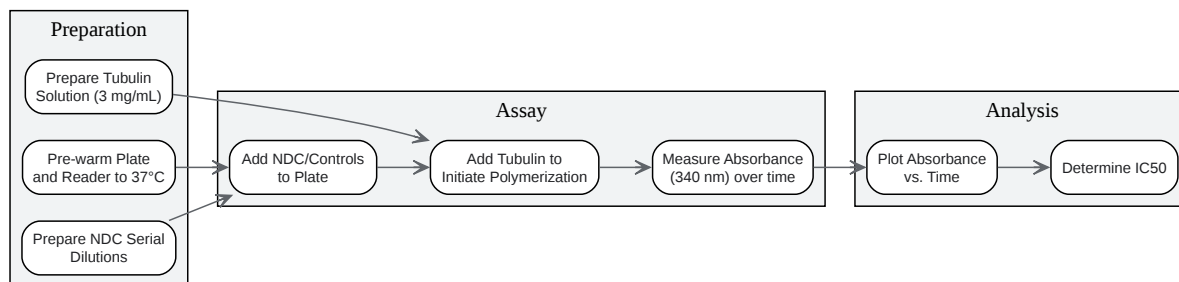 Preparation
Prepare Tubulin
Solution (3 mg/mL)
Pre-warm Plate
and Reader to 37°C
Prepare NDC Serial
Dilutions
Assay
Add NDC/Controls
to Plate
Add Tubulin to
Initiate Polymerization
Measure Absorbance
(340 nm) over time
Analysis
Plot Absorbance
vs. Time
Determine IC50